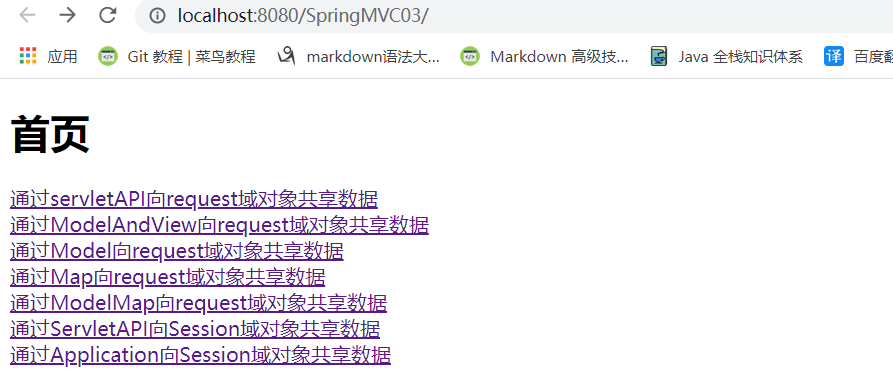 localhost:8080/SpringMVC03/
应用 Git 教程 | 菜鸟教程 markdown语法大... Markdown 高级技... Java 全栈知识体系 译 百度翻
首页
通过servletAPI向request域对象共享数据
通过ModelAndView向request域对象共享数据
通过Model向request域对象共享数据
通过Map向request域对象共享数据
通过ModelMap向request域对象共享数据
通过ServletAPI向Session域对象共享数据
通过Application向Session域对象共享数据